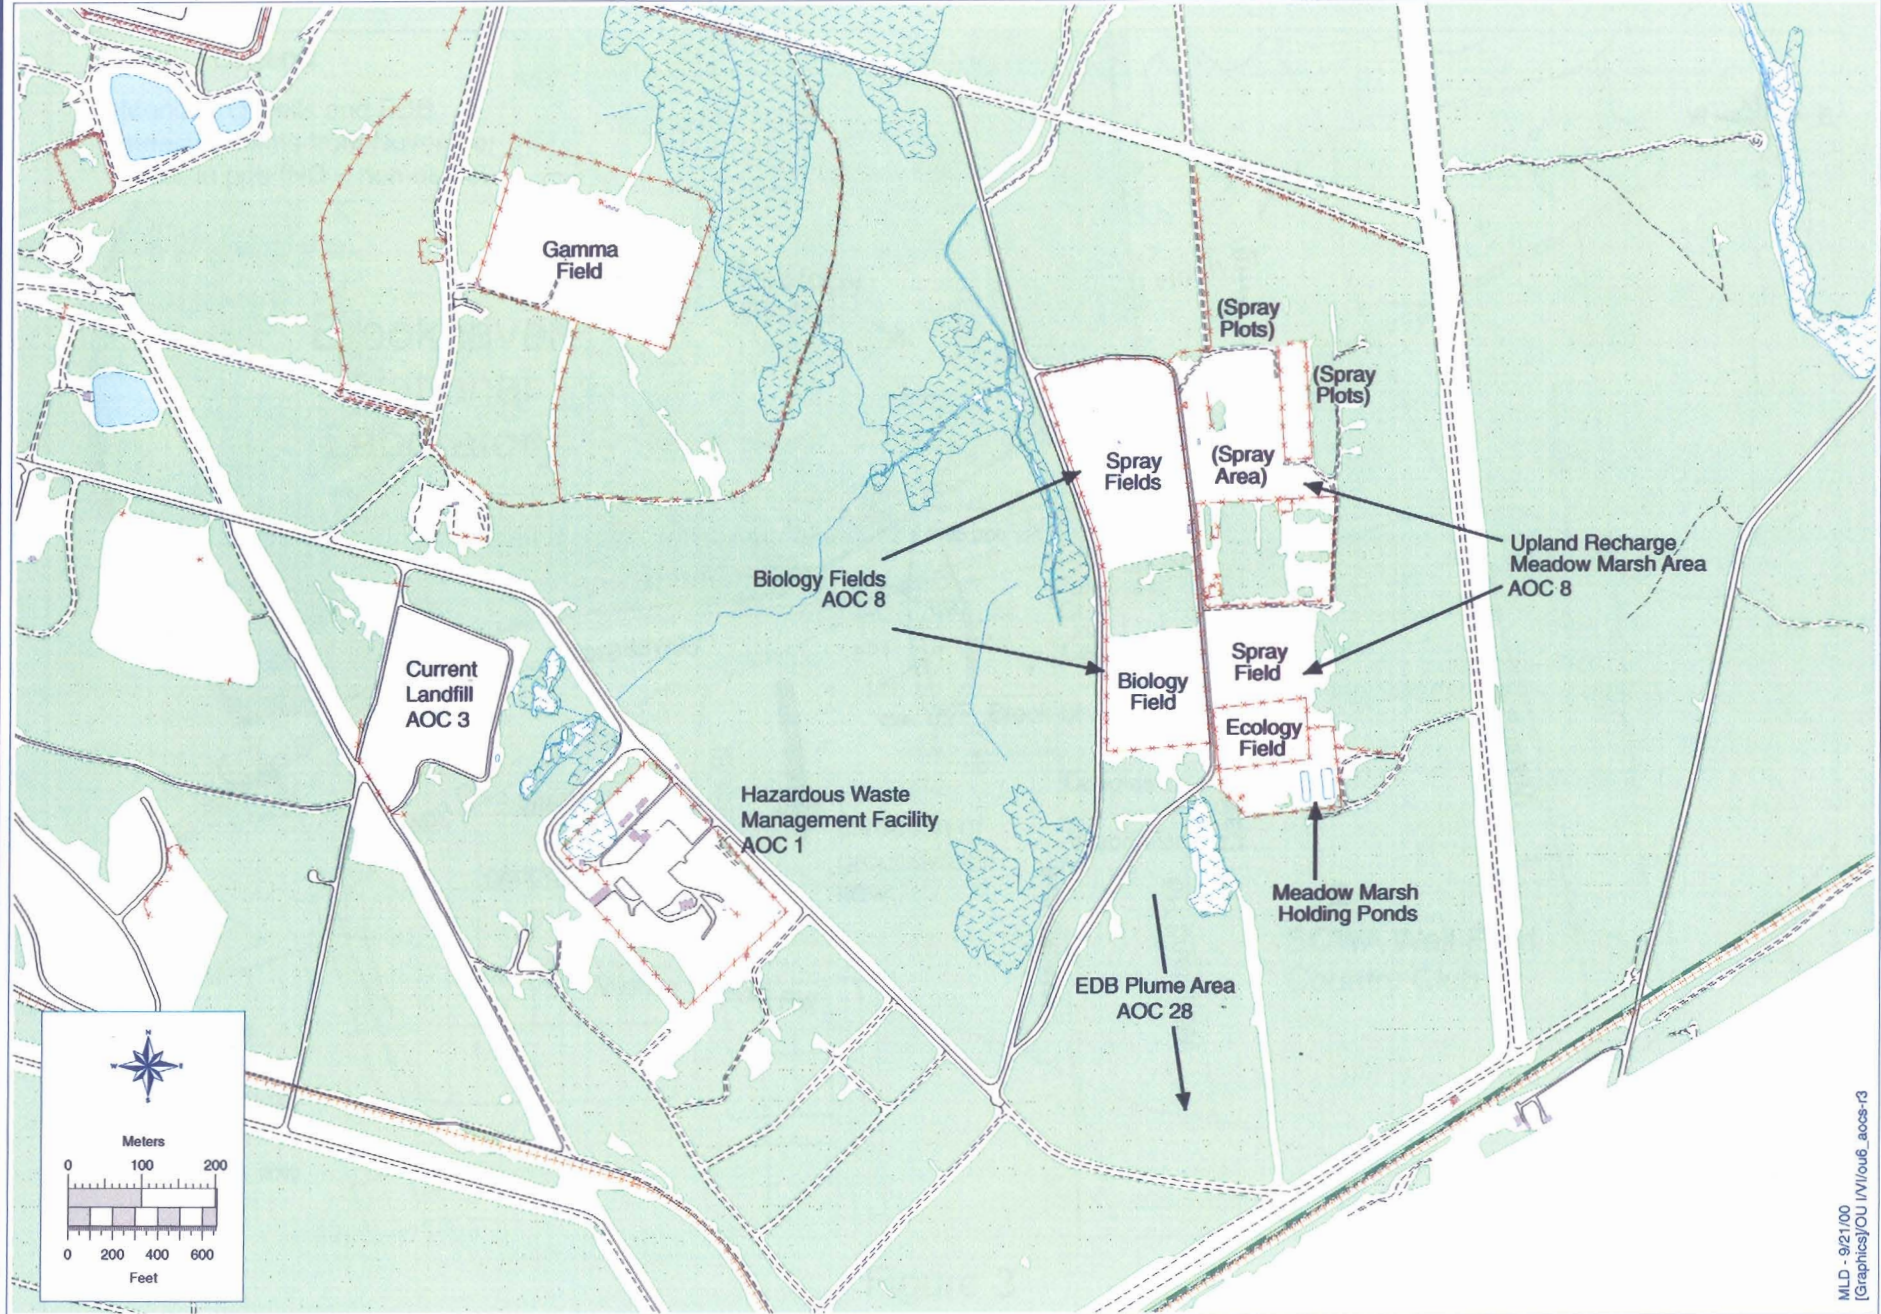 Gamma
Field
(Spray
Plots)
(Spray
Plots)
Spray
Fields
(Spray
Area)
Upland Recharge
Meadow Marsh Area
AOC 8
Biology Fields
AOC 8
Spray
Field
Biology
Field
Ecology
Field
Current
Landfill
AOC 3
Hazardous Waste
Management Facility
AOC 1
Meadow Marsh
Holding Ponds
EDB Plume Area
AOC 28
N
W
E
S
Meters
0 100 200
0 200 400 600
Feet
MLD - 9/21/00
[Graphics]/OU I/VI/ou6_aocs-r3